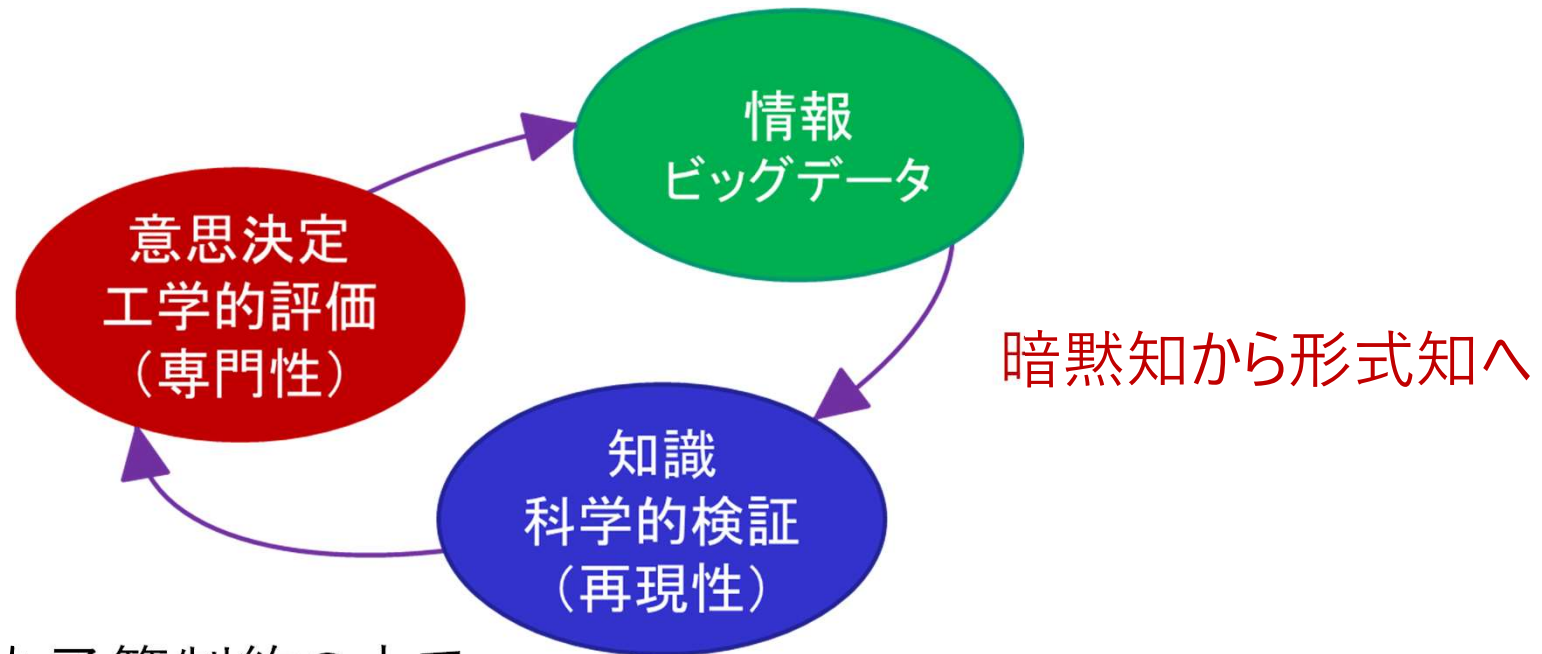 情報
ビッグデータ
意思決定
工学的評価
（専門性）
暗黙知から形式知へ
知識
科学的検証
（再現性）